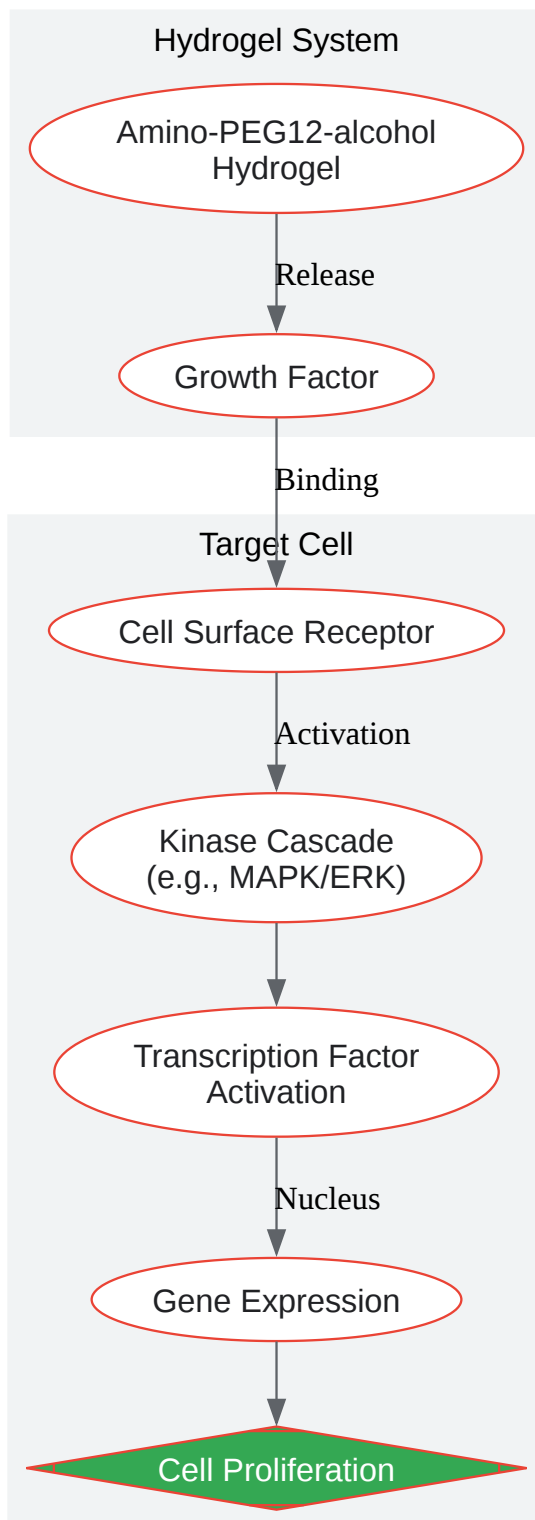 Hydrogel System
Amino-PEG12-alcohol
Hydrogel
Release
Growth Factor
Binding
Target Cell
Cell Surface Receptor
Activation
Kinase Cascade
(e.g., MAPK/ERK)
Transcription Factor
Activation
Nucleus
Gene Expression
Cell Proliferation